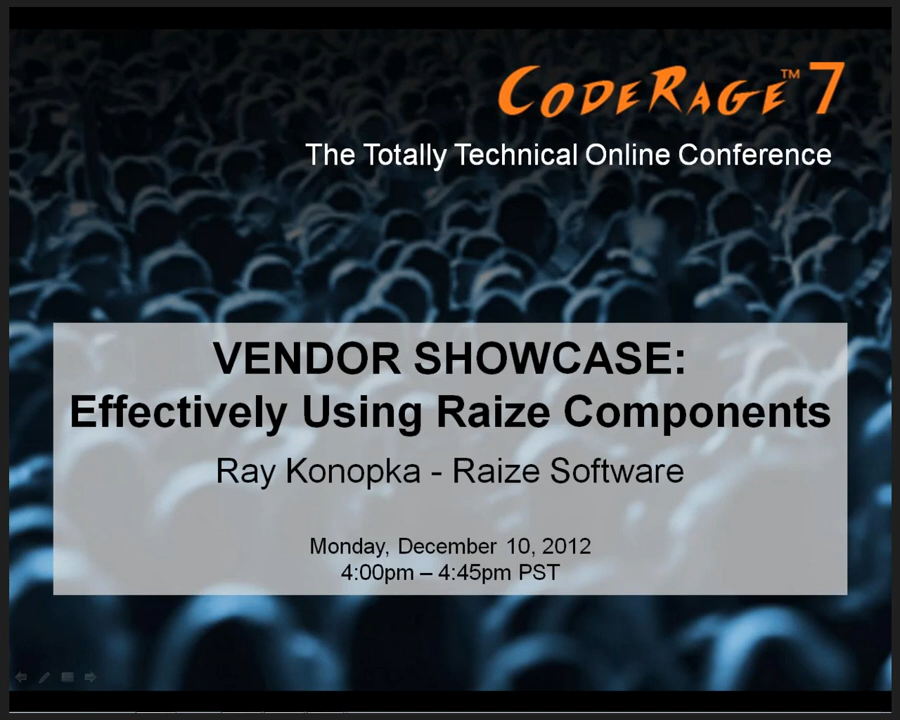 CODERAGE™ 7
The Totally Technical Online Conference
VENDOR SHOWCASE:
Effectively Using Raize Components
Ray Konopka - Raize Software
Monday, December 10, 2012
4:00pm – 4:45pm PST